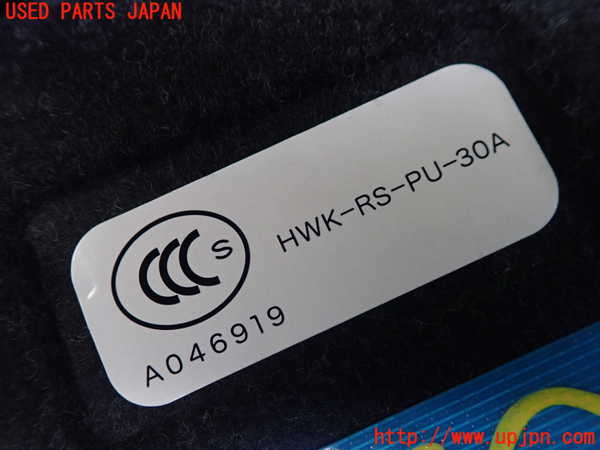 USED PARTS JAPAN
HWK-RS-PU-30A
CCC S
A046919
http://www.upjpn.com